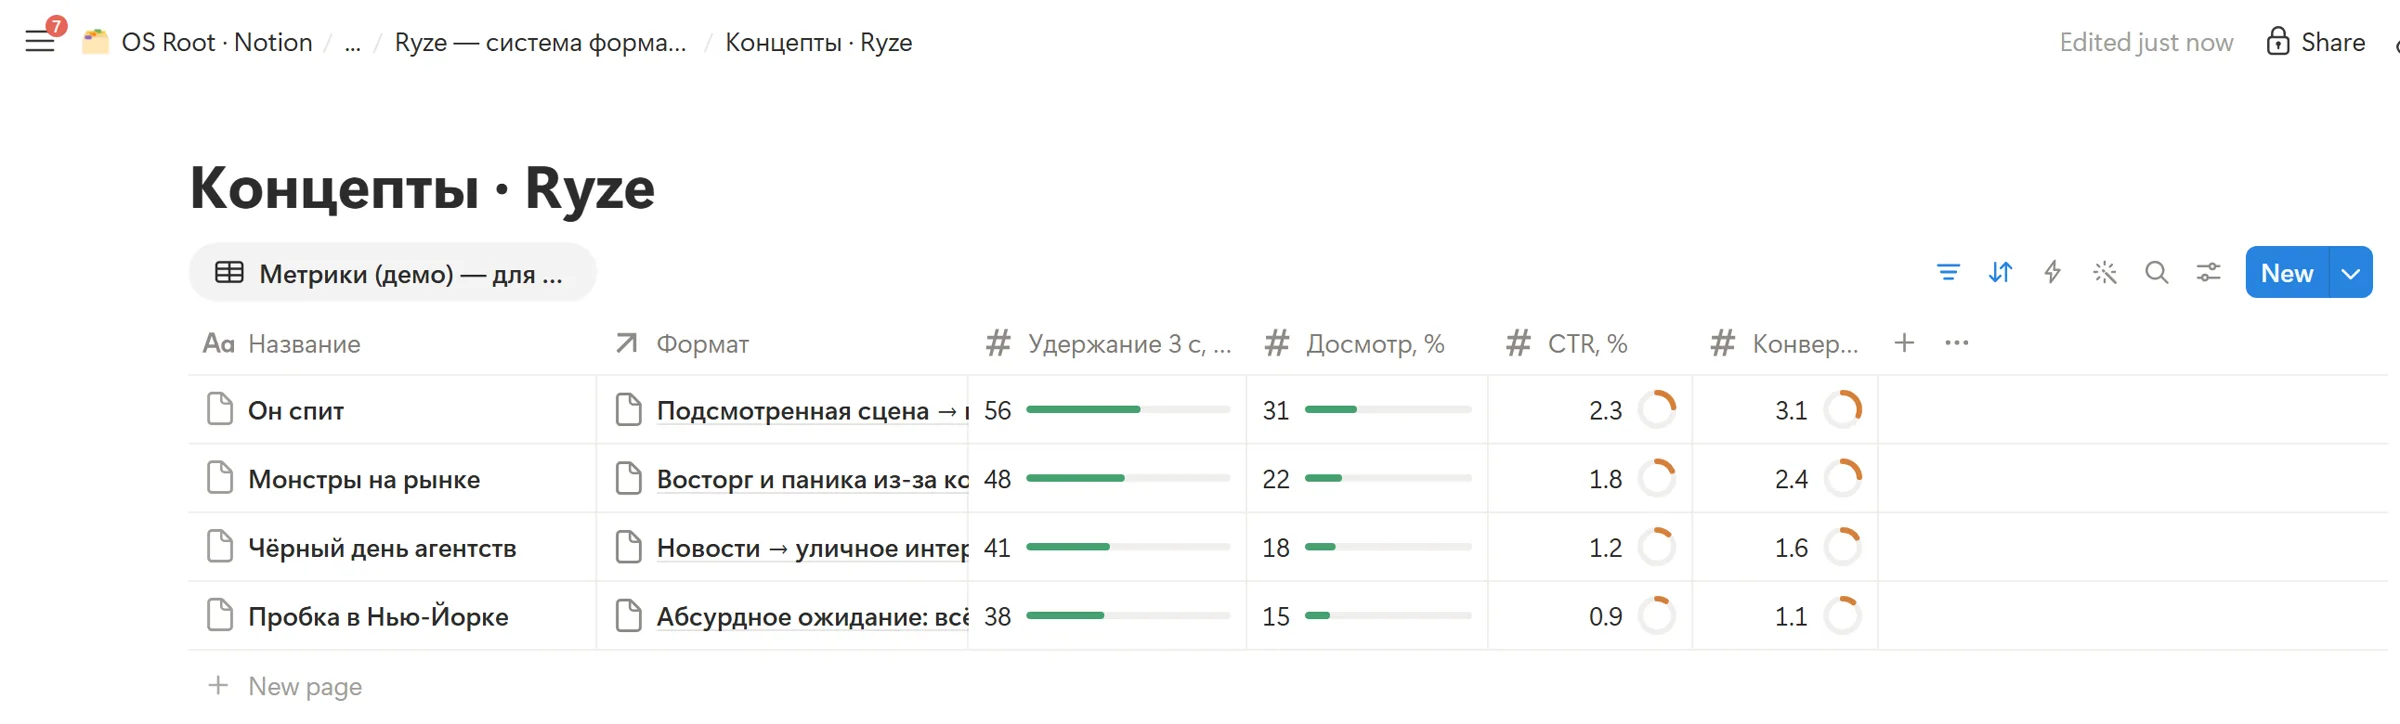 7
OS Root · Notion / ... / Ryze — система форма... / Концепты · Ryze
Edited just now Share
Концепты · Ryze
Метрики (демо) — для ...
New
Aa Название Формат # Удержание 3 с, ... # Досмотр, % # CTR, % # Конвер... + ...
Он спит Подсмотренная сцена → 56 31 2.3 3.1
Монстры на рынке Восторг и паника из-за ко 48 22 1.8 2.4
Чёрный день агентств Новости → уличное интер 41 18 1.2 1.6
Пробка в Нью-Йорке Абсурдное ожидание: всё 38 15 0.9 1.1
+ New page